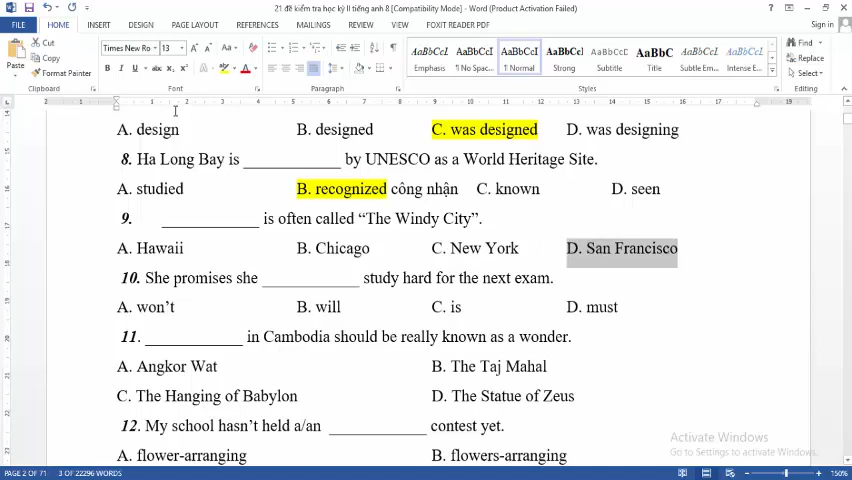 21 đề kiểm tra học kỳ II tiếng anh 8 [Compatibility Mode] - Word (Product Activation Failed)
FILE HOME INSERT DESIGN PAGE LAYOUT REFERENCES MAILINGS REVIEW VIEW FOXIT READER PDF Sign in
Paste Cut Copy Format Painter Clipboard
Times New Ro 13 Font
Paragraph
AaBbCcI Emphasis AaBbCcI ¶ No Spac... AaBbCcI ¶ Normal AaBbCcI Strong AaBbCcI Subtitle AaBbC Title AaBbCcI Subtle Em... AaBbCcI Intense E... Styles
Find Replace Select Editing
A. design B. designed C. was designed D. was designing
8. Ha Long Bay is _____________ by UNESCO as a World Heritage Site.
A. studied B. recognized công nhận C. known D. seen
9. _____________ is often called “The Windy City”.
A. Hawaii B. Chicago C. New York D. San Francisco
10. She promises she _____________ study hard for the next exam.
A. won’t B. will C. is D. must
11. _____________ in Cambodia should be really known as a wonder.
A. Angkor Wat B. The Taj Mahal
C. The Hanging of Babylon D. The Statue of Zeus
12. My school hasn’t held a/an _____________ contest yet.
A. flower-arranging B. flowers-arranging
Activate Windows
Go to Settings to activate Windows.
PAGE 2 OF 71 3 OF 22296 WORDS 150%